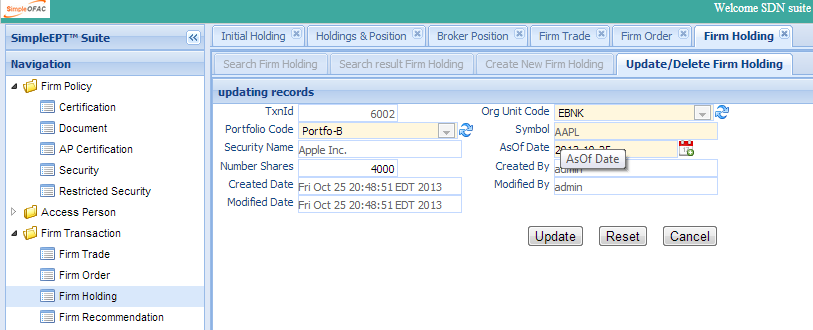 SimpleOFAC
Welcome SDN suite
SimpleEPT™ Suite
Navigation
Firm Policy
Certification
Document
AP Certification
Security
Restricted Security
Access Person
Firm Transaction
Firm Trade
Firm Order
Firm Holding
Firm Recommendation
Initial Holding
Holdings & Position
Broker Position
Firm Trade
Firm Order
Firm Holding
Search Firm Holding
Search result Firm Holding
Create New Firm Holding
Update/Delete Firm Holding
updating records
TxnId 6002
Org Unit Code EBNK
Portfolio Code Portfo-B
Symbol AAPL
Security Name Apple Inc.
AsOf Date
AsOf Date
Number Shares 4000
Created By admin
Created Date Fri Oct 25 20:48:51 EDT 2013
Modified By admin
Modified Date Fri Oct 25 20:48:51 EDT 2013
Update Reset Cancel